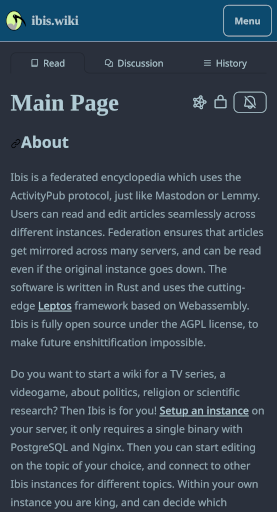 ibis.wiki
Menu
Read
Discussion
History
Main Page
About
Ibis is a federated encyclopedia which uses the
ActivityPub protocol, just like Mastodon or Lemmy.
Users can read and edit articles seamlessly across
different instances. Federation ensures that articles
get mirrored across many servers, and can be read
even if the original instance goes down. The
software is written in Rust and uses the cutting-
edge Leptos framework based on Webassembly.
Ibis is fully open source under the AGPL license, to
make future enshittification impossible.
Do you want to start a wiki for a TV series, a
videogame, about politics, religion or scientific
research? Then Ibis is for you! Setup an instance on
your server, it only requires a single binary with
PostgreSQL and Nginx. Then you can start editing
on the topic of your choice, and connect to other
Ibis instances for different topics. Within your own
instance you are king, and can decide which